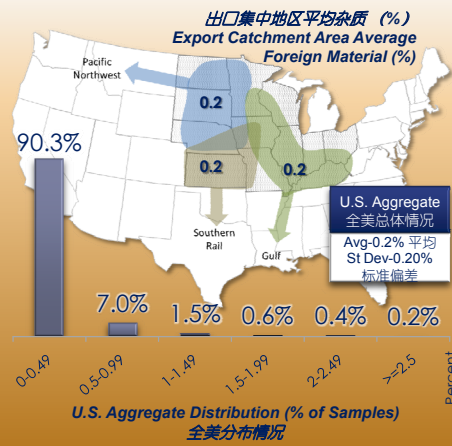 出口集中地区平均杂质（%）
Export Catchment Area Average
Foreign Material (%)
Pacific
Northwest
0.2
0.2
0.2
Southern
Rail
Gulf
U.S. Aggregate
全美总体情况
Avg-0.2% 平均
St Dev-0.20%
标准偏差
90.3%
7.0%
1.5%
0.6%
0.4%
0.2%
0-0.49
0.5-0.99
1-1.49
1.5-1.99
2-2.49
>=2.5
Percent
U.S. Aggregate Distribution (% of Samples)
全美分布情况